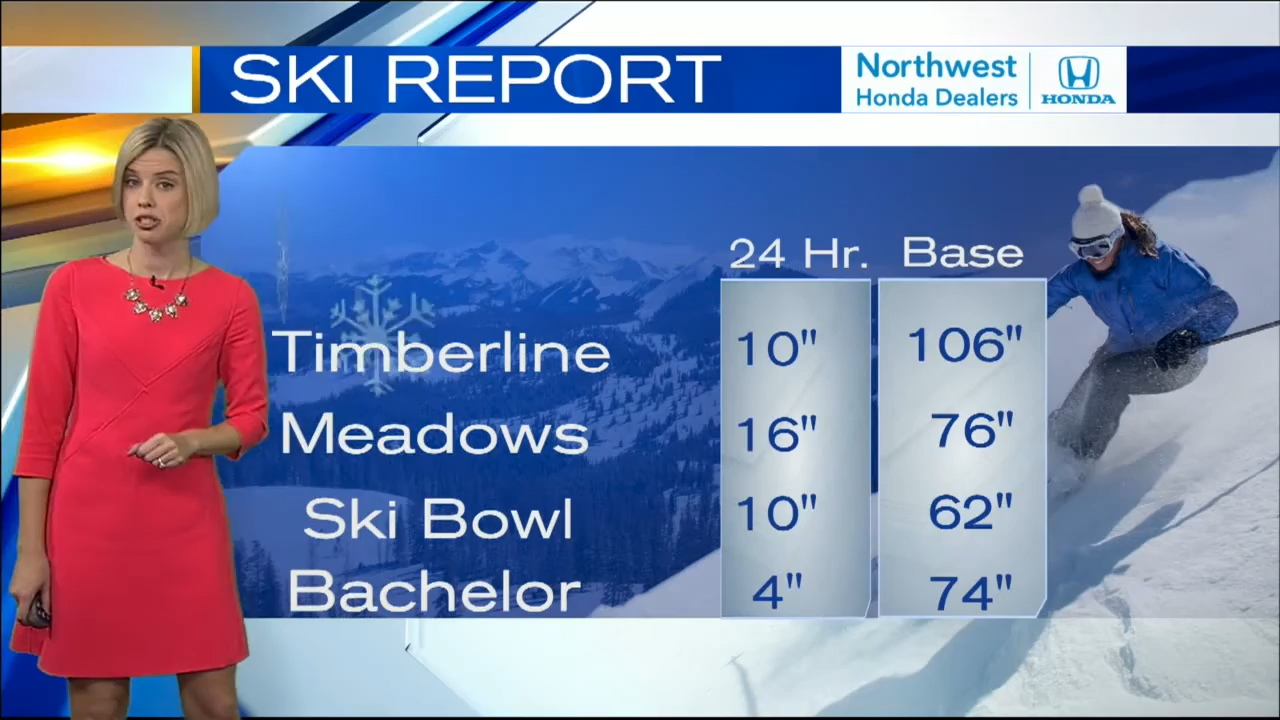 SKI REPORT
Northwest
Honda Dealers
HONDA
24 Hr. Base
Timberline 10" 106"
Meadows 16" 76"
Ski Bowl 10" 62"
Bachelor 4" 74"